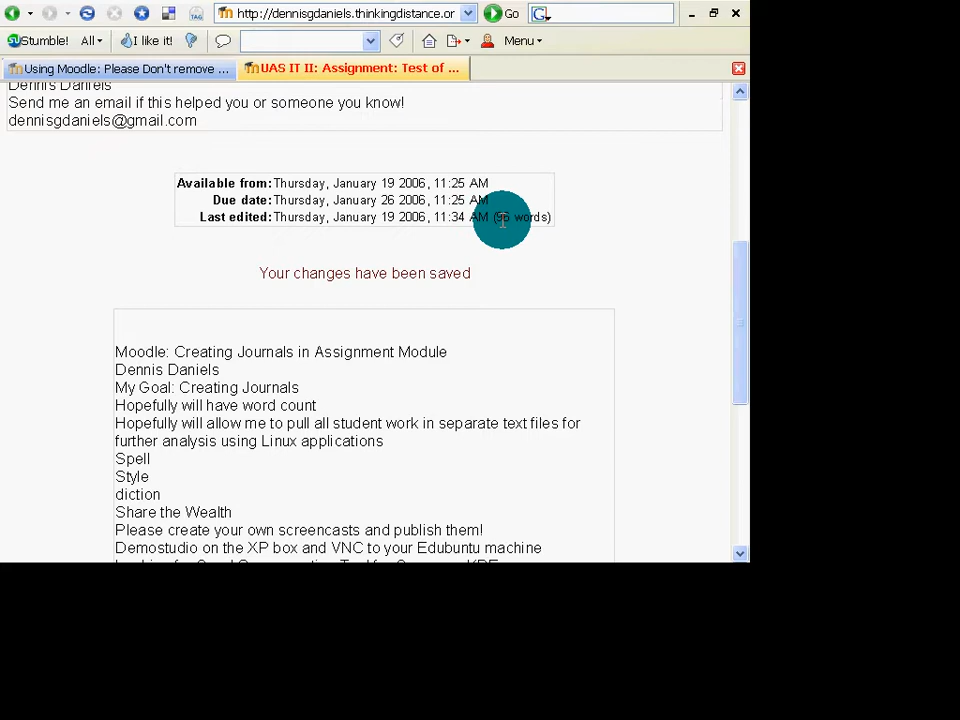 http://dennisgdaniels.thinkingdistance.or
Go
Stumble!
All
I like it!
Menu
TAG
Using Moodle: Please Don't remove ...
UAS IT II: Assignment: Test of ...
Dennis Daniels
Send me an email if this helped you or someone you know!
dennisgdaniels@gmail.com
Available from: Thursday, January 19 2006, 11:25 AM
Due date: Thursday, January 26 2006, 11:25 AM
Last edited: Thursday, January 19 2006, 11:34 AM words)
Your changes have been saved
Moodle: Creating Journals in Assignment Module
Dennis Daniels
My Goal: Creating Journals
Hopefully will have word count
Hopefully will allow me to pull all student work in separate text files for
further analysis using Linux applications
Spell
Style
diction
Share the Wealth
Please create your own screencasts and publish them!
Demostudio on the XP box and VNC to your Edubuntu machine